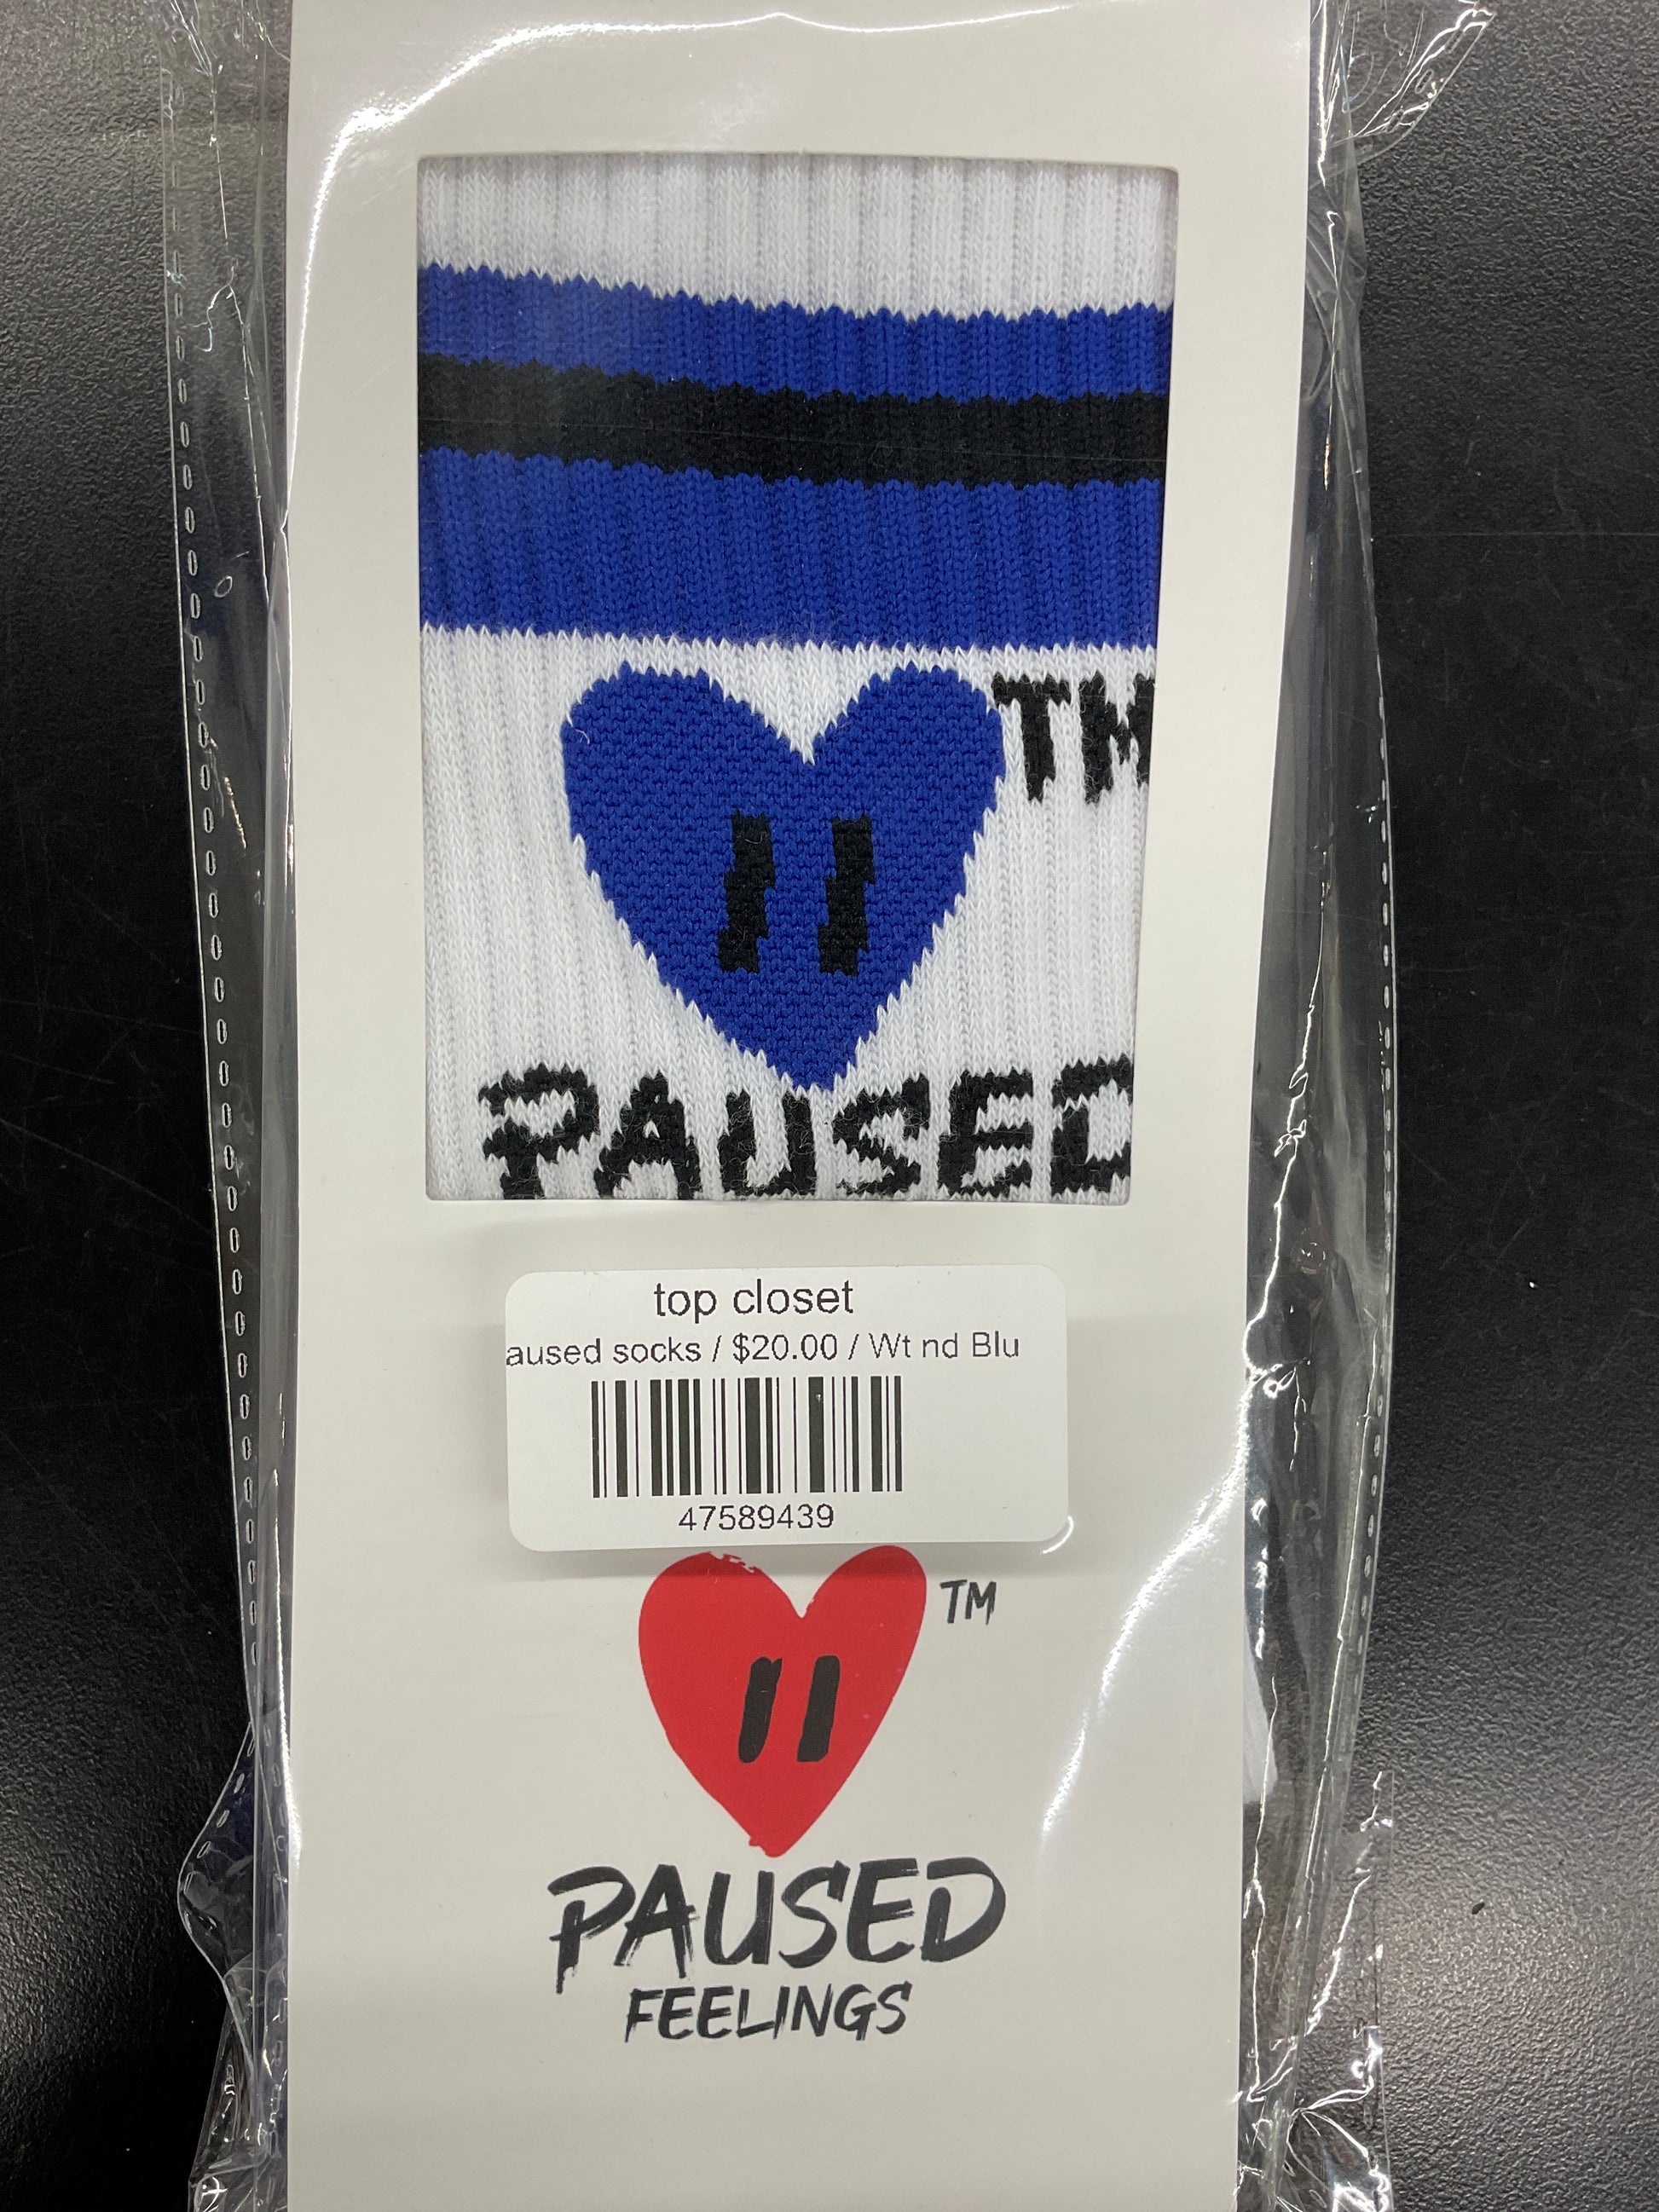 TM
PAUSED
top closet
aused socks / $20.00 / Wt nd Blu
47589439
TM
PAUSED
FEELINGS